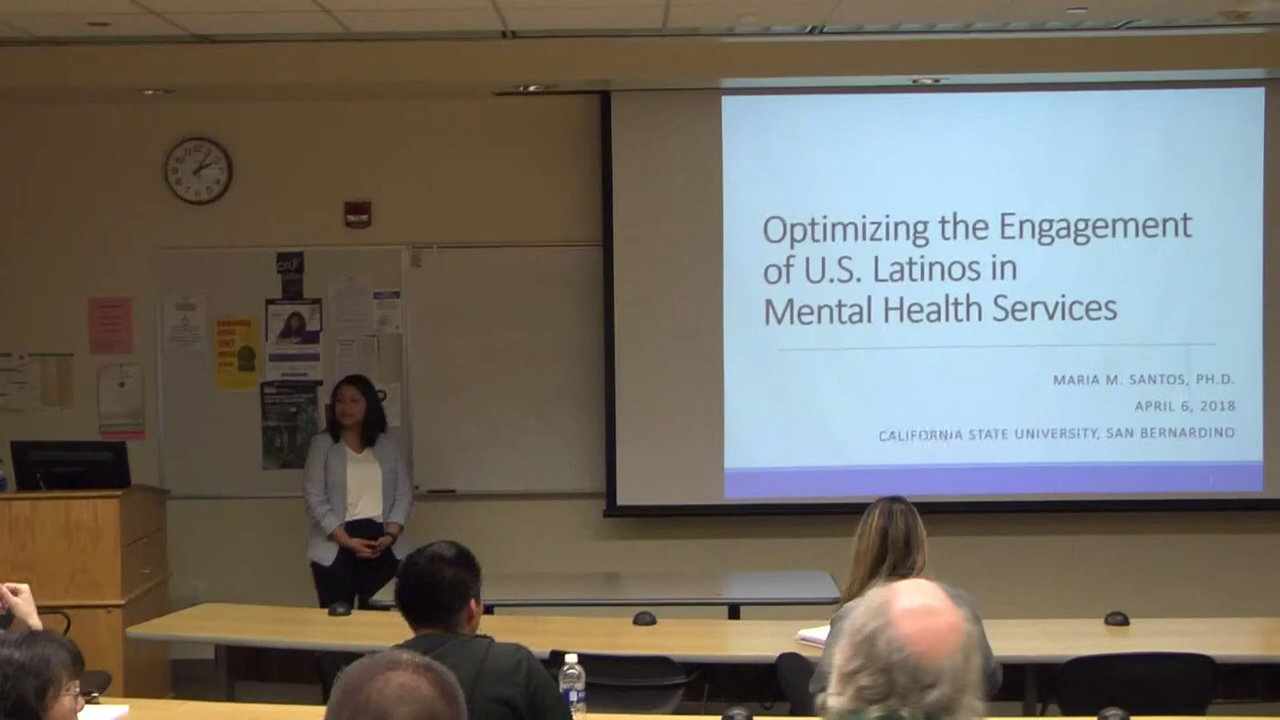 Optimizing the Engagement
of U.S. Latinos in
Mental Health Services
MARIA M. SANTOS, PH.D.
APRIL 6, 2018
CALIFORNIA STATE UNIVERSITY, SAN BERNARDINO